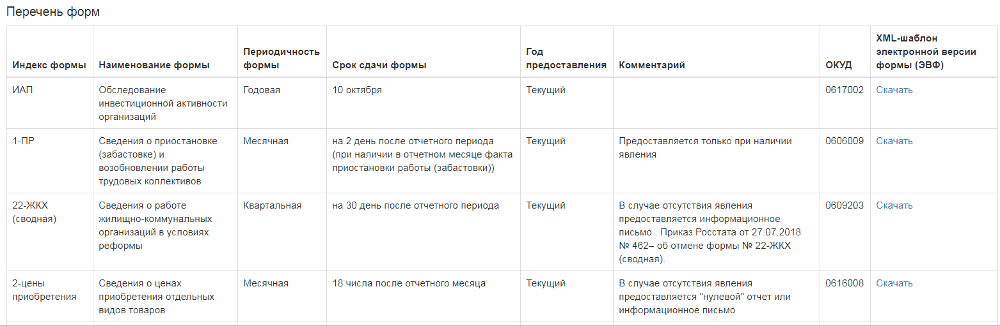 Перечень форм
Индекс формы
Наименование формы
Периодичность
формы
Срок сдачи формы
Год
предоставления
Комментарий
ОКУД
XML-шаблон
электронной версии
формы (ЭВФ)
ИАП
Обследование
инвестиционной активности
организаций
Годовая
10 октября
Текущий
0617002
Скачать
1-ПР
Сведения о приостановке
(забастовке) и
возобновлении работы
трудовых коллективов
Месячная
на 2 день после отчетного периода
(при наличии в отчетном месяце факта
приостановки работы (забастовки))
Текущий
Предоставляется только при наличии
явления
0606009
Скачать
22-ЖКХ
(сводная)
Сведения о работе
жилищно-коммунальных
организаций в условиях
реформы
Квартальная
на 30 день после отчетного периода
Текущий
В случае отсутствия явления
предоставляется информационное
письмо . Приказ Росстата от 27.07.2018
№ 462– об отмене формы № 22-ЖКХ
(сводная).
0609203
Скачать
2-цены
приобретения
Сведения о ценах
приобретения отдельных
видов товаров
Месячная
18 числа после отчетного месяца
Текущий
В случае отсутствия явления
предоставляется "нулевой" отчет или
информационное письмо
0616008
Скачать